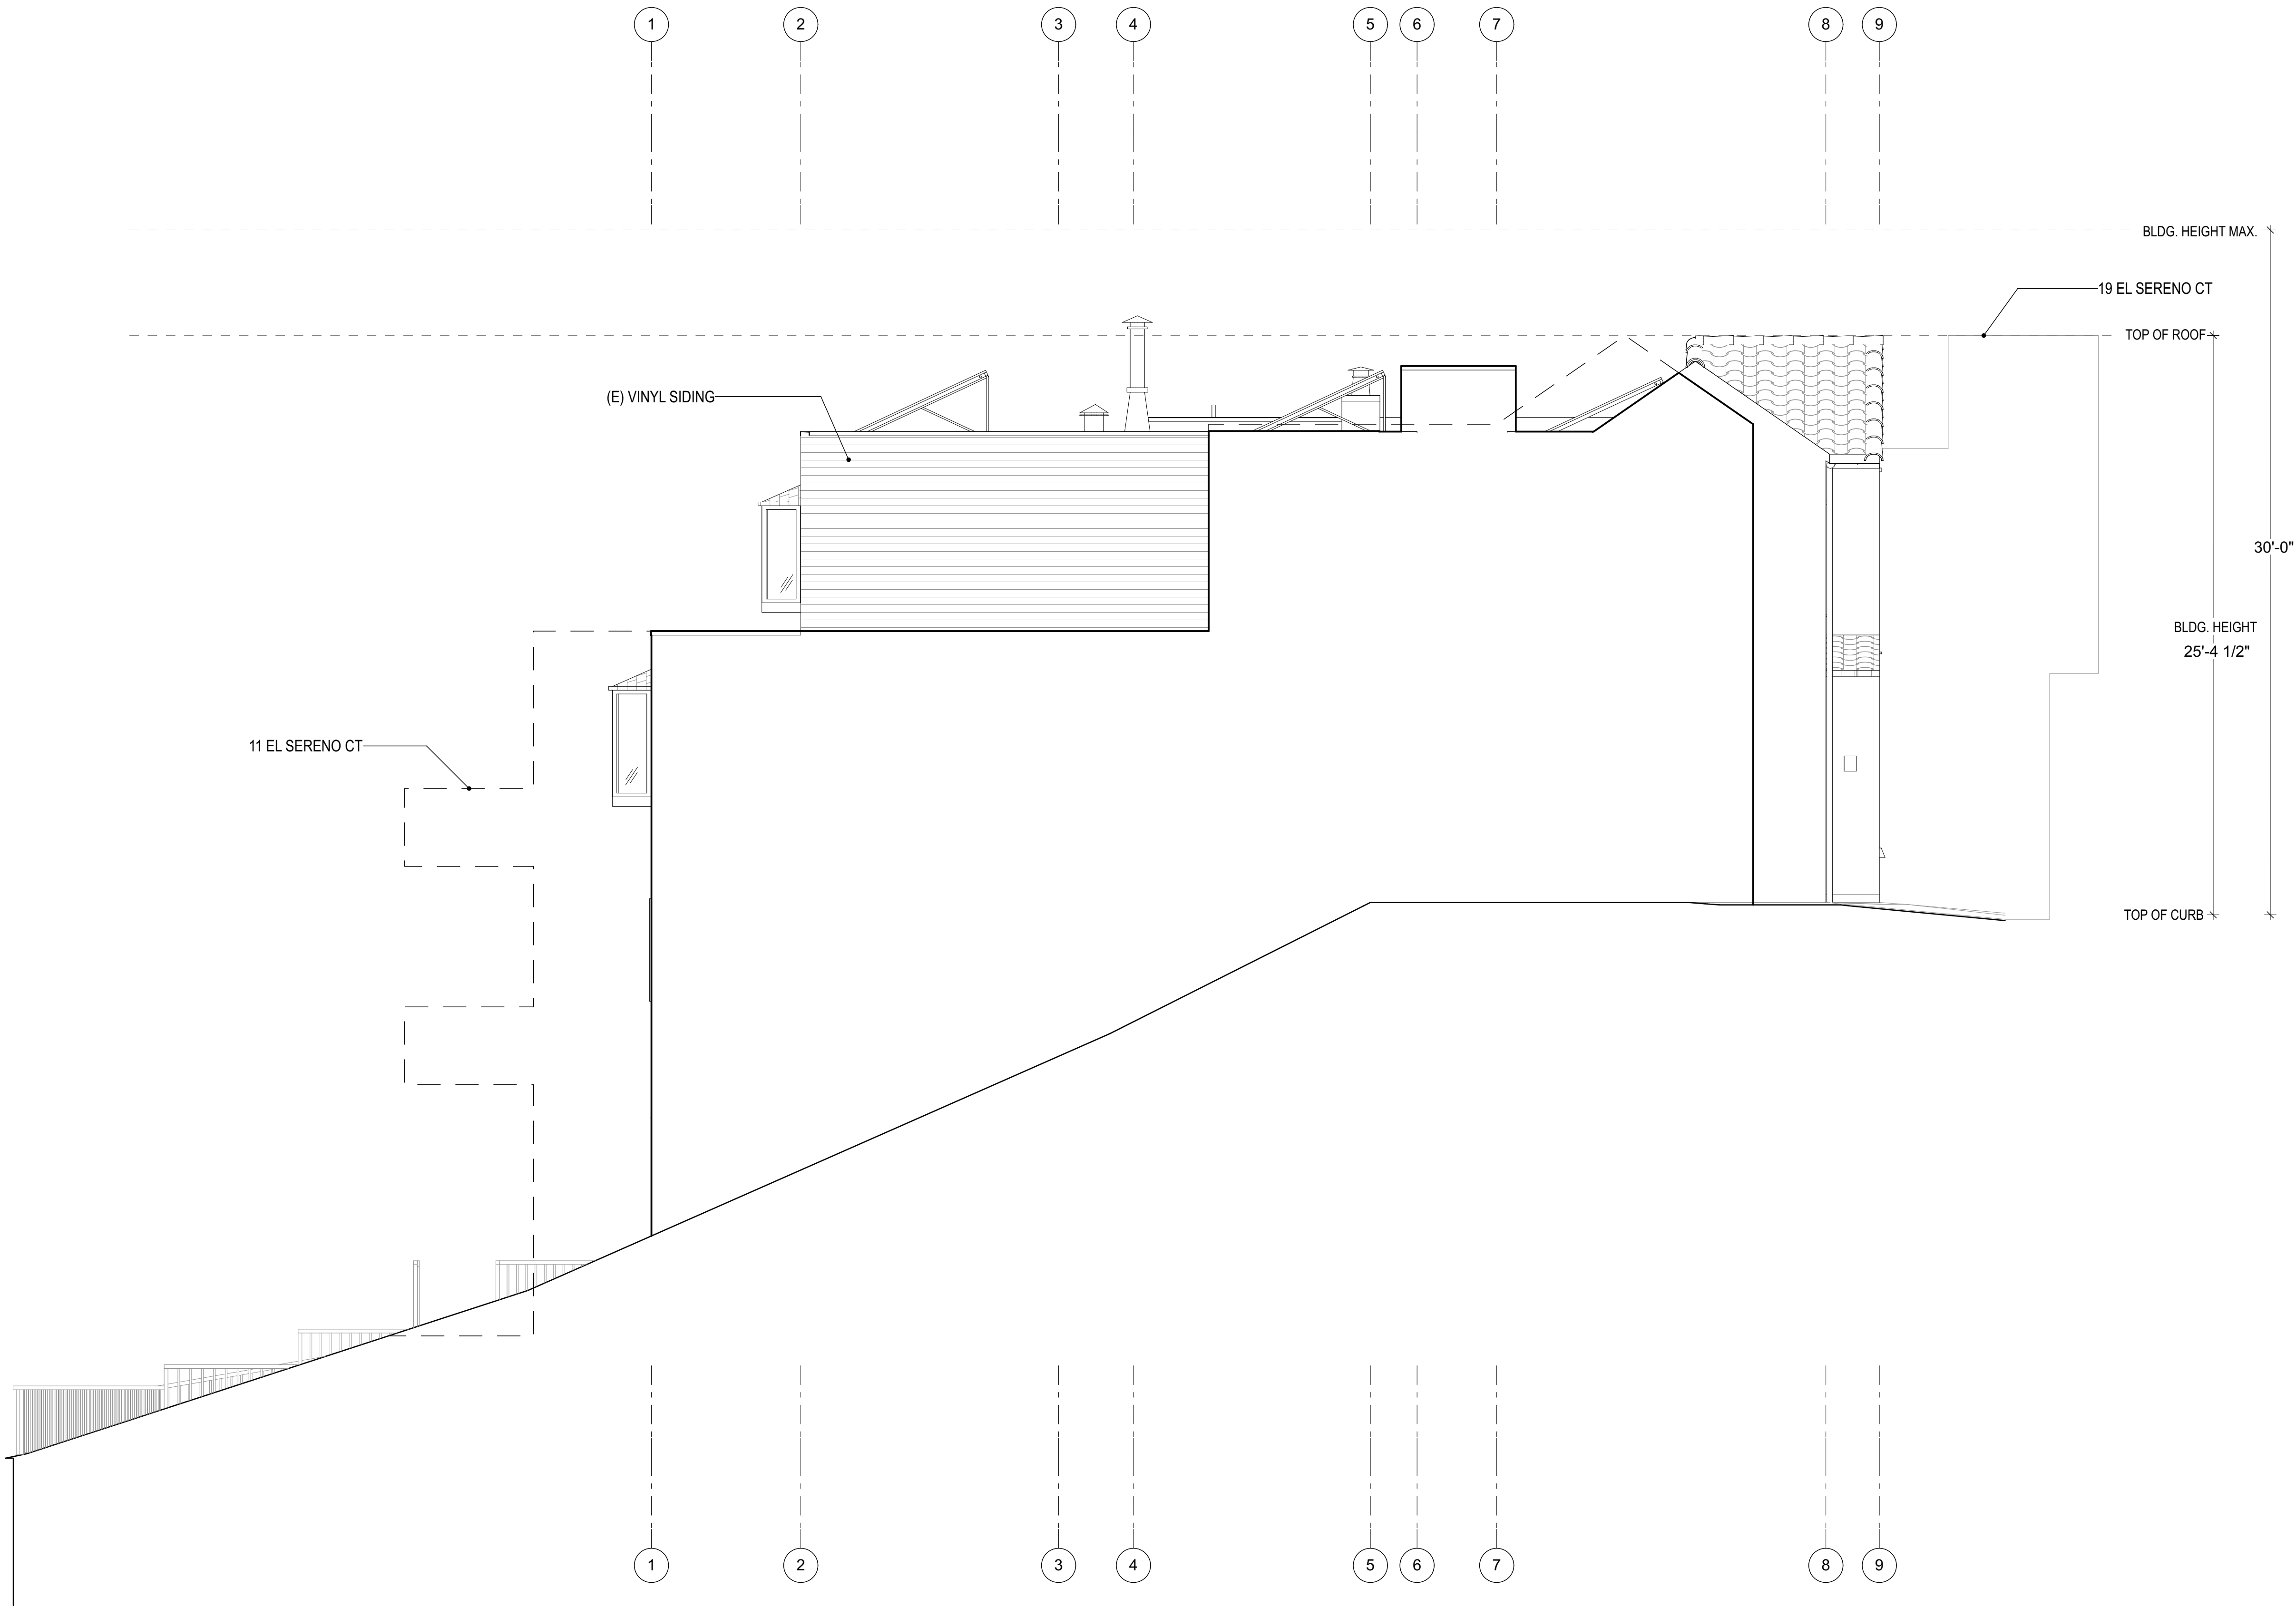 1 2 3 4 5 6 7 8 9
BLDG. HEIGHT MAX.
19 EL SERENO CT
TOP OF ROOF
(E) VINYL SIDING
30'-0"
BLDG. HEIGHT
25'-4 1/2"
11 EL SERENO CT
TOP OF CURB
1 2 3 4 5 6 7 8 9